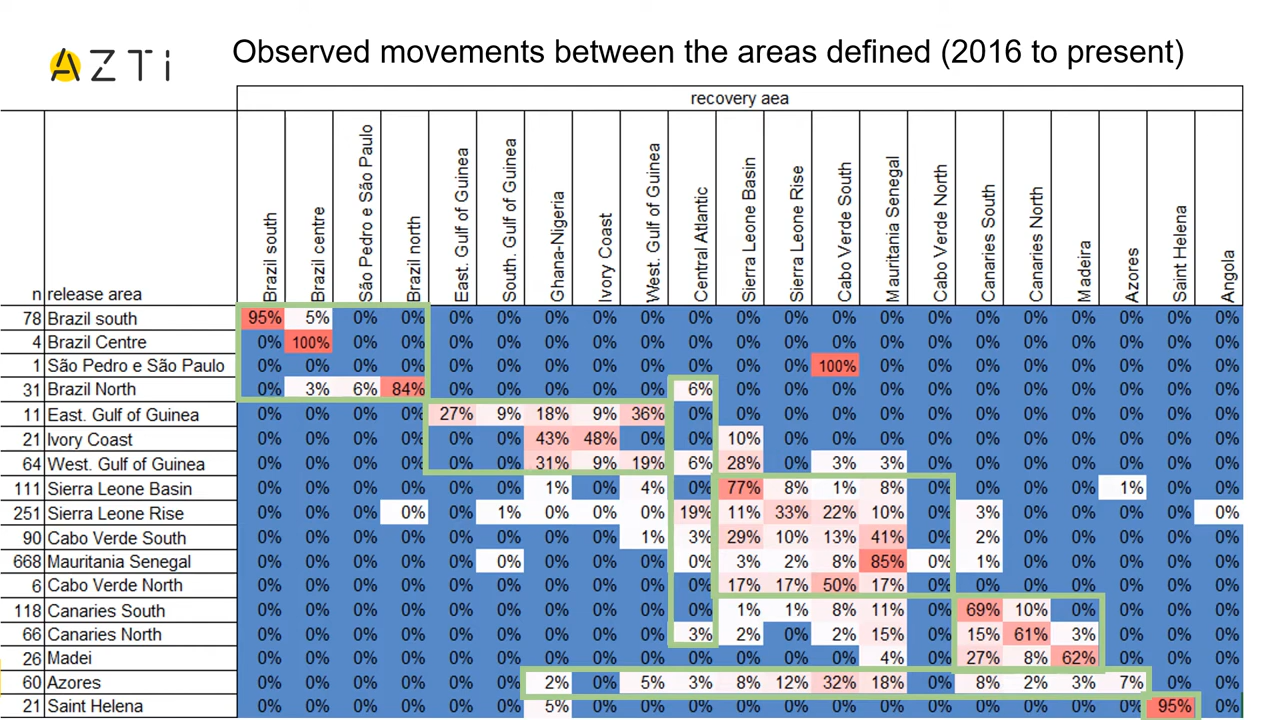 AZTi
Observed movements between the areas defined (2016 to present)
recovery aea
n release area Brazil south Brazil centre São Pedro e São Paulo Brazil north East. Gulf of Guinea South. Gulf of Guinea Ghana-Nigeria Ivory Coast West. Gulf of Guinea Central Atlantic Sierra Leone Basin Sierra Leone Rise Cabo Verde South Mauritania Senegal Cabo Verde North Canaries South Canaries North Madeira Azores Saint Helena Angola
78 Brazil south 95% 5% 0% 0% 0% 0% 0% 0% 0% 0% 0% 0% 0% 0% 0% 0% 0% 0% 0% 0% 0%
4 Brazil Centre 0% 100% 0% 0% 0% 0% 0% 0% 0% 0% 0% 0% 0% 0% 0% 0% 0% 0% 0% 0% 0%
1 São Pedro e São Paulo 0% 0% 0% 0% 0% 0% 0% 0% 0% 0% 0% 0% 100% 0% 0% 0% 0% 0% 0% 0% 0%
31 Brazil North 0% 3% 6% 84% 0% 0% 0% 0% 0% 6% 0% 0% 0% 0% 0% 0% 0% 0% 0% 0% 0%
11 East. Gulf of Guinea 0% 0% 0% 0% 27% 9% 18% 9% 36% 0% 0% 0% 0% 0% 0% 0% 0% 0% 0% 0% 0%
21 Ivory Coast 0% 0% 0% 0% 0% 0% 43% 48% 0% 0% 10% 0% 0% 0% 0% 0% 0% 0% 0% 0% 0%
64 West. Gulf of Guinea 0% 0% 0% 0% 0% 0% 31% 9% 19% 6% 28% 0% 3% 3% 0% 0% 0% 0% 0% 0% 0%
111 Sierra Leone Basin 0% 0% 0% 0% 0% 0% 1% 0% 4% 0% 77% 8% 1% 8% 0% 0% 0% 0% 1% 0% 0%
251 Sierra Leone Rise 0% 0% 0% 0% 0% 1% 0% 0% 0% 19% 11% 33% 22% 10% 0% 3% 0% 0% 0% 0% 0%
90 Cabo Verde South 0% 0% 0% 0% 0% 0% 0% 0% 1% 3% 29% 10% 13% 41% 0% 2% 0% 0% 0% 0% 0%
668 Mauritania Senegal 0% 0% 0% 0% 0% 0% 0% 0% 0% 0% 3% 2% 8% 85% 0% 1% 0% 0% 0% 0% 0%
6 Cabo Verde North 0% 0% 0% 0% 0% 0% 0% 0% 0% 0% 17% 17% 50% 17% 0% 0% 0% 0% 0% 0% 0%
118 Canaries South 0% 0% 0% 0% 0% 0% 0% 0% 0% 0% 1% 1% 8% 11% 0% 69% 10% 0% 0% 0% 0%
66 Canaries North 0% 0% 0% 0% 0% 0% 0% 0% 0% 3% 2% 0% 2% 15% 0% 15% 61% 3% 0% 0% 0%
26 Madei 0% 0% 0% 0% 0% 0% 0% 0% 0% 0% 0% 0% 0% 4% 0% 27% 8% 62% 0% 0% 0%
60 Azores 0% 0% 0% 0% 0% 0% 2% 0% 5% 3% 8% 12% 32% 18% 0% 8% 2% 3% 7% 0% 0%
21 Saint Helena 0% 0% 0% 0% 0% 0% 5% 0% 0% 0% 0% 0% 0% 0% 0% 0% 0% 0% 0% 95% 0%